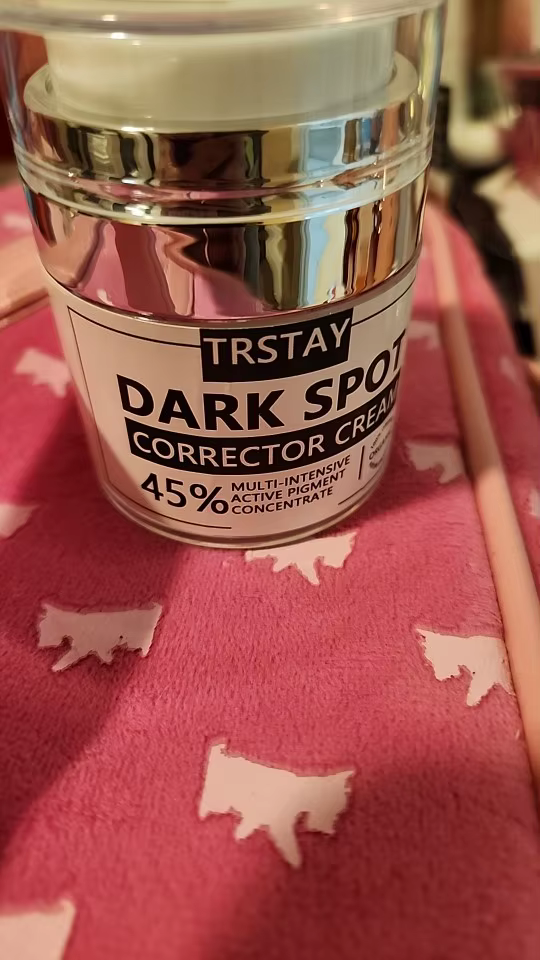 TRSTAY
DARK SPOT
CORRECTOR CREAM
45%
MULTI-INTENSIVE
ACTIVE PIGMENT
CONCENTRATE